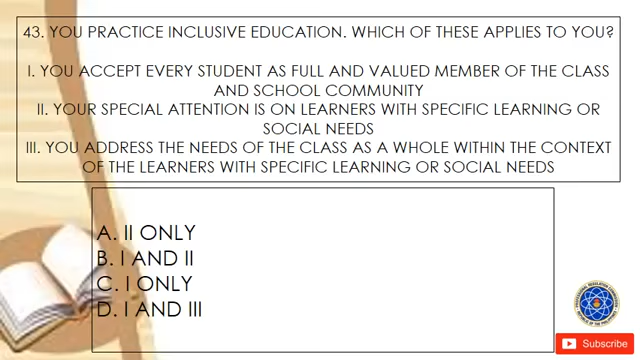 43. YOU PRACTICE INCLUSIVE EDUCATION. WHICH OF THESE APPLIES TO YOU?
I. YOU ACCEPT EVERY STUDENT AS FULL AND VALUED MEMBER OF THE CLASS
AND SCHOOL COMMUNITY
II. YOUR SPECIAL ATTENTION IS ON LEARNERS WITH SPECIFIC LEARNING OR
SOCIAL NEEDS
III. YOU ADDRESS THE NEEDS OF THE CLASS AS A WHOLE WITHIN THE CONTEXT
OF THE LEARNERS WITH SPECIFIC LEARNING OR SOCIAL NEEDS
A. II ONLY
B. I AND II
C. I ONLY
D. I AND III
Subscribe